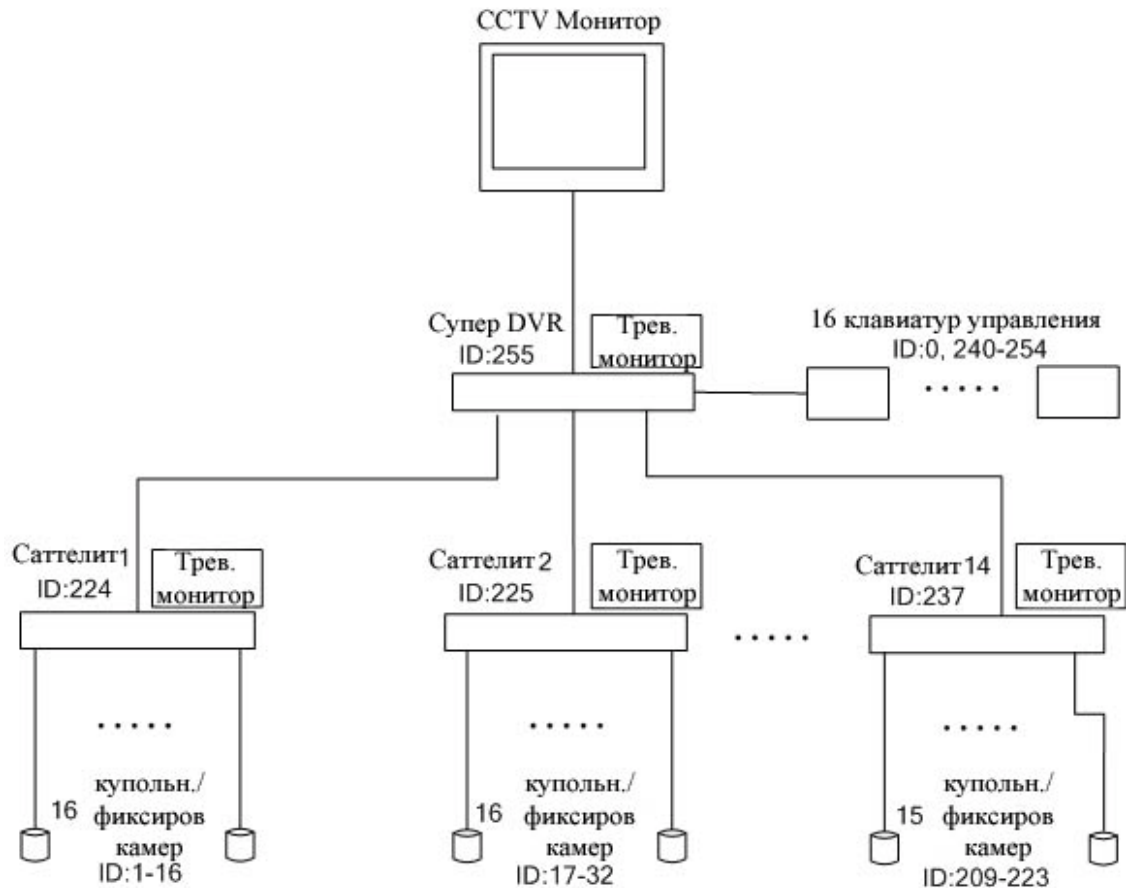 CCTV Монитор
Супер DVR
ID:255
Трев.
монитор
16 клавиатур управления
ID:0, 240-254
Саттелит1
ID:224
Трев.
монитор
Саттелит 2
ID:225
Трев.
монитор
Саттелит 14
ID:237
Трев.
монитор
16 купольн./
фиксиров
камер
ID:1-16
16 купольн./
фиксиров
камер
ID:17-32
15 купольн./
фиксиров
камер
ID:209-223